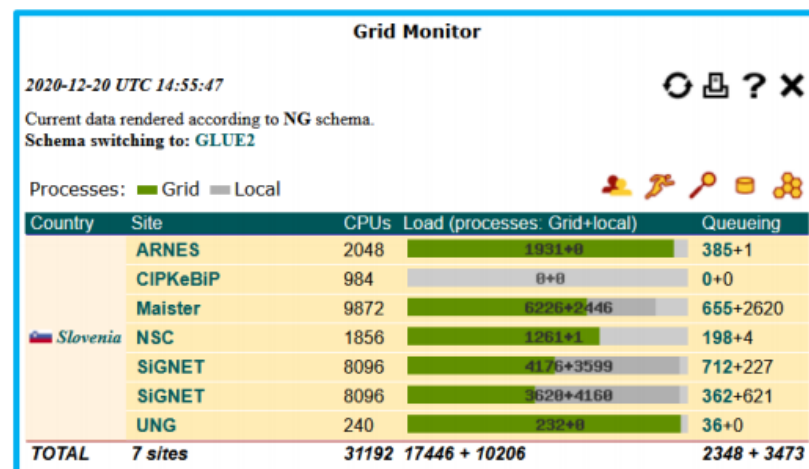 Grid Monitor
2020-12-20 UTC 14:55:47
Current data rendered according to NG schema.
Schema switching to: GLUE2
Processes: Grid Local
Country Site CPUs Load (processes: Grid+local) Queueing
ARNES 2048 1931+0 385+1
CIPKeBiP 984 0+0 0+0
Maister 9872 6226+2446 655+2620
Slovenia NSC 1856 1261+1 198+4
SiGNET 8096 4176+3599 712+227
SiGNET 8096 3620+4160 362+621
UNG 240 232+0 36+0
TOTAL 7 sites 31192 17446 + 10206 2348 + 3473